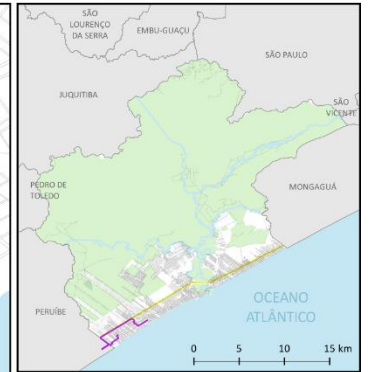 SÃO
LOURENÇO
DA SERRA
EMBU-GUAÇU
SÃO PAULO
JUQUITIBA
SÃO
VICENTE
PEDRO DE
TOLEDO
MONGAGUÁ
PERUÍBE
OCEANO
ATLÂNTICO
0 5 10 15 km